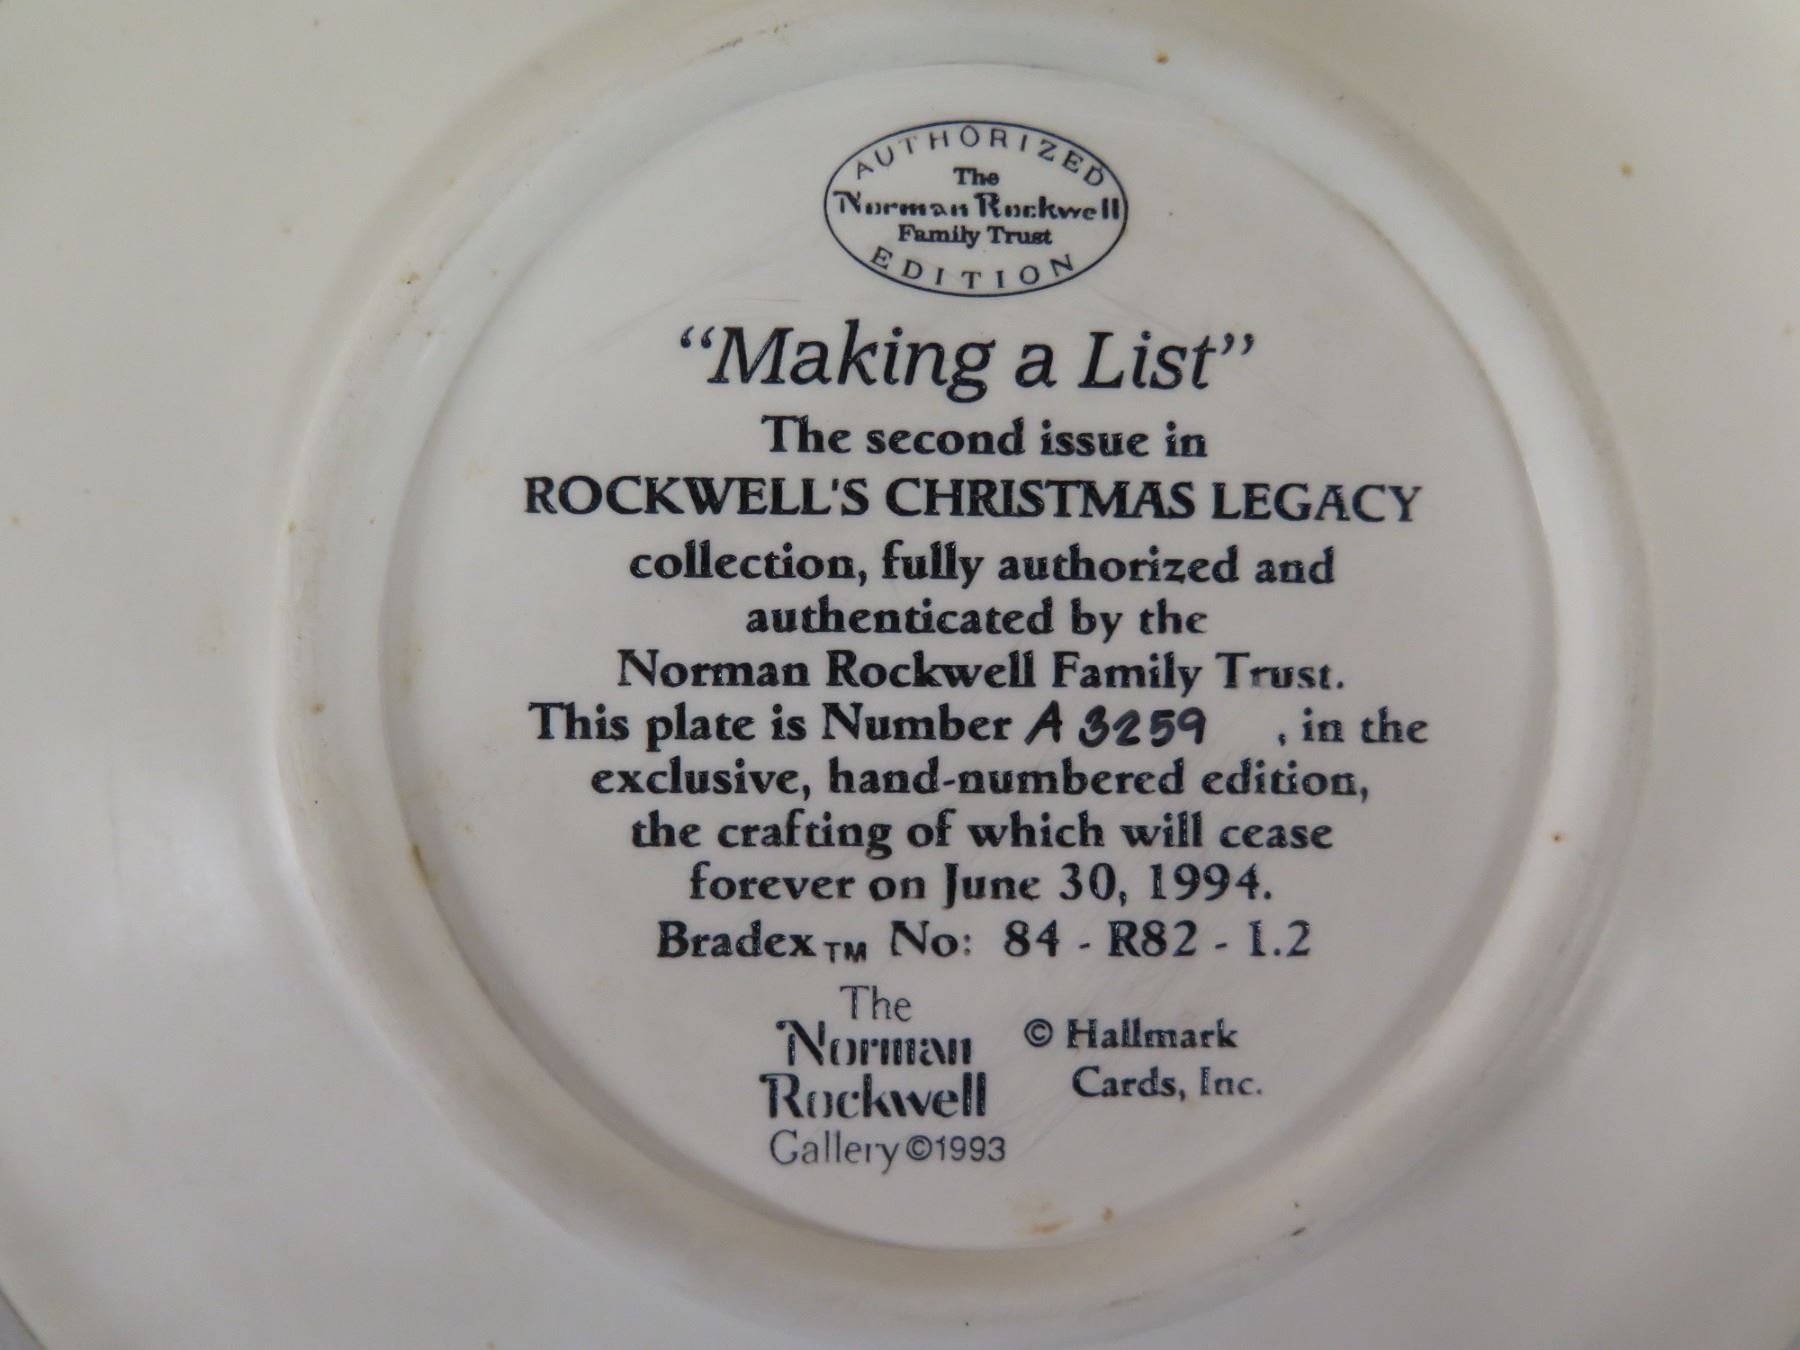 AUTHORIZED
The
Norman Rockwell
Family Trust
EDITION
“Making a List”
The second issue in
ROCKWELL'S CHRISTMAS LEGACY
collection, fully authorized and
authenticated by the
Norman Rockwell Family Trust.
This plate is Number A 3259 , in the
exclusive, hand-numbered edition,
the crafting of which will cease
forever on June 30, 1994.
Bradex TM No: 84 - R82 - 1.2
The
Norman
Rockwell
Gallery ©1993
© Hallmark
Cards, Inc.